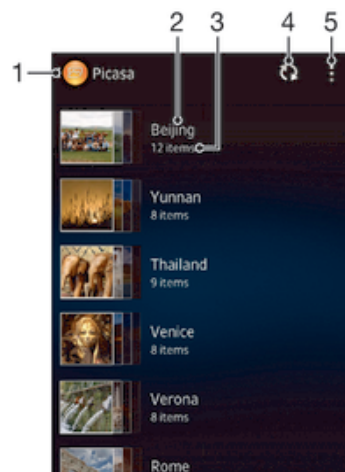 1
2
3
4
5
Picasa
Beijing
12 items
Yunnan
8 items
Thailand
9 items
Venice
8 items
Verona
8 items
Rome